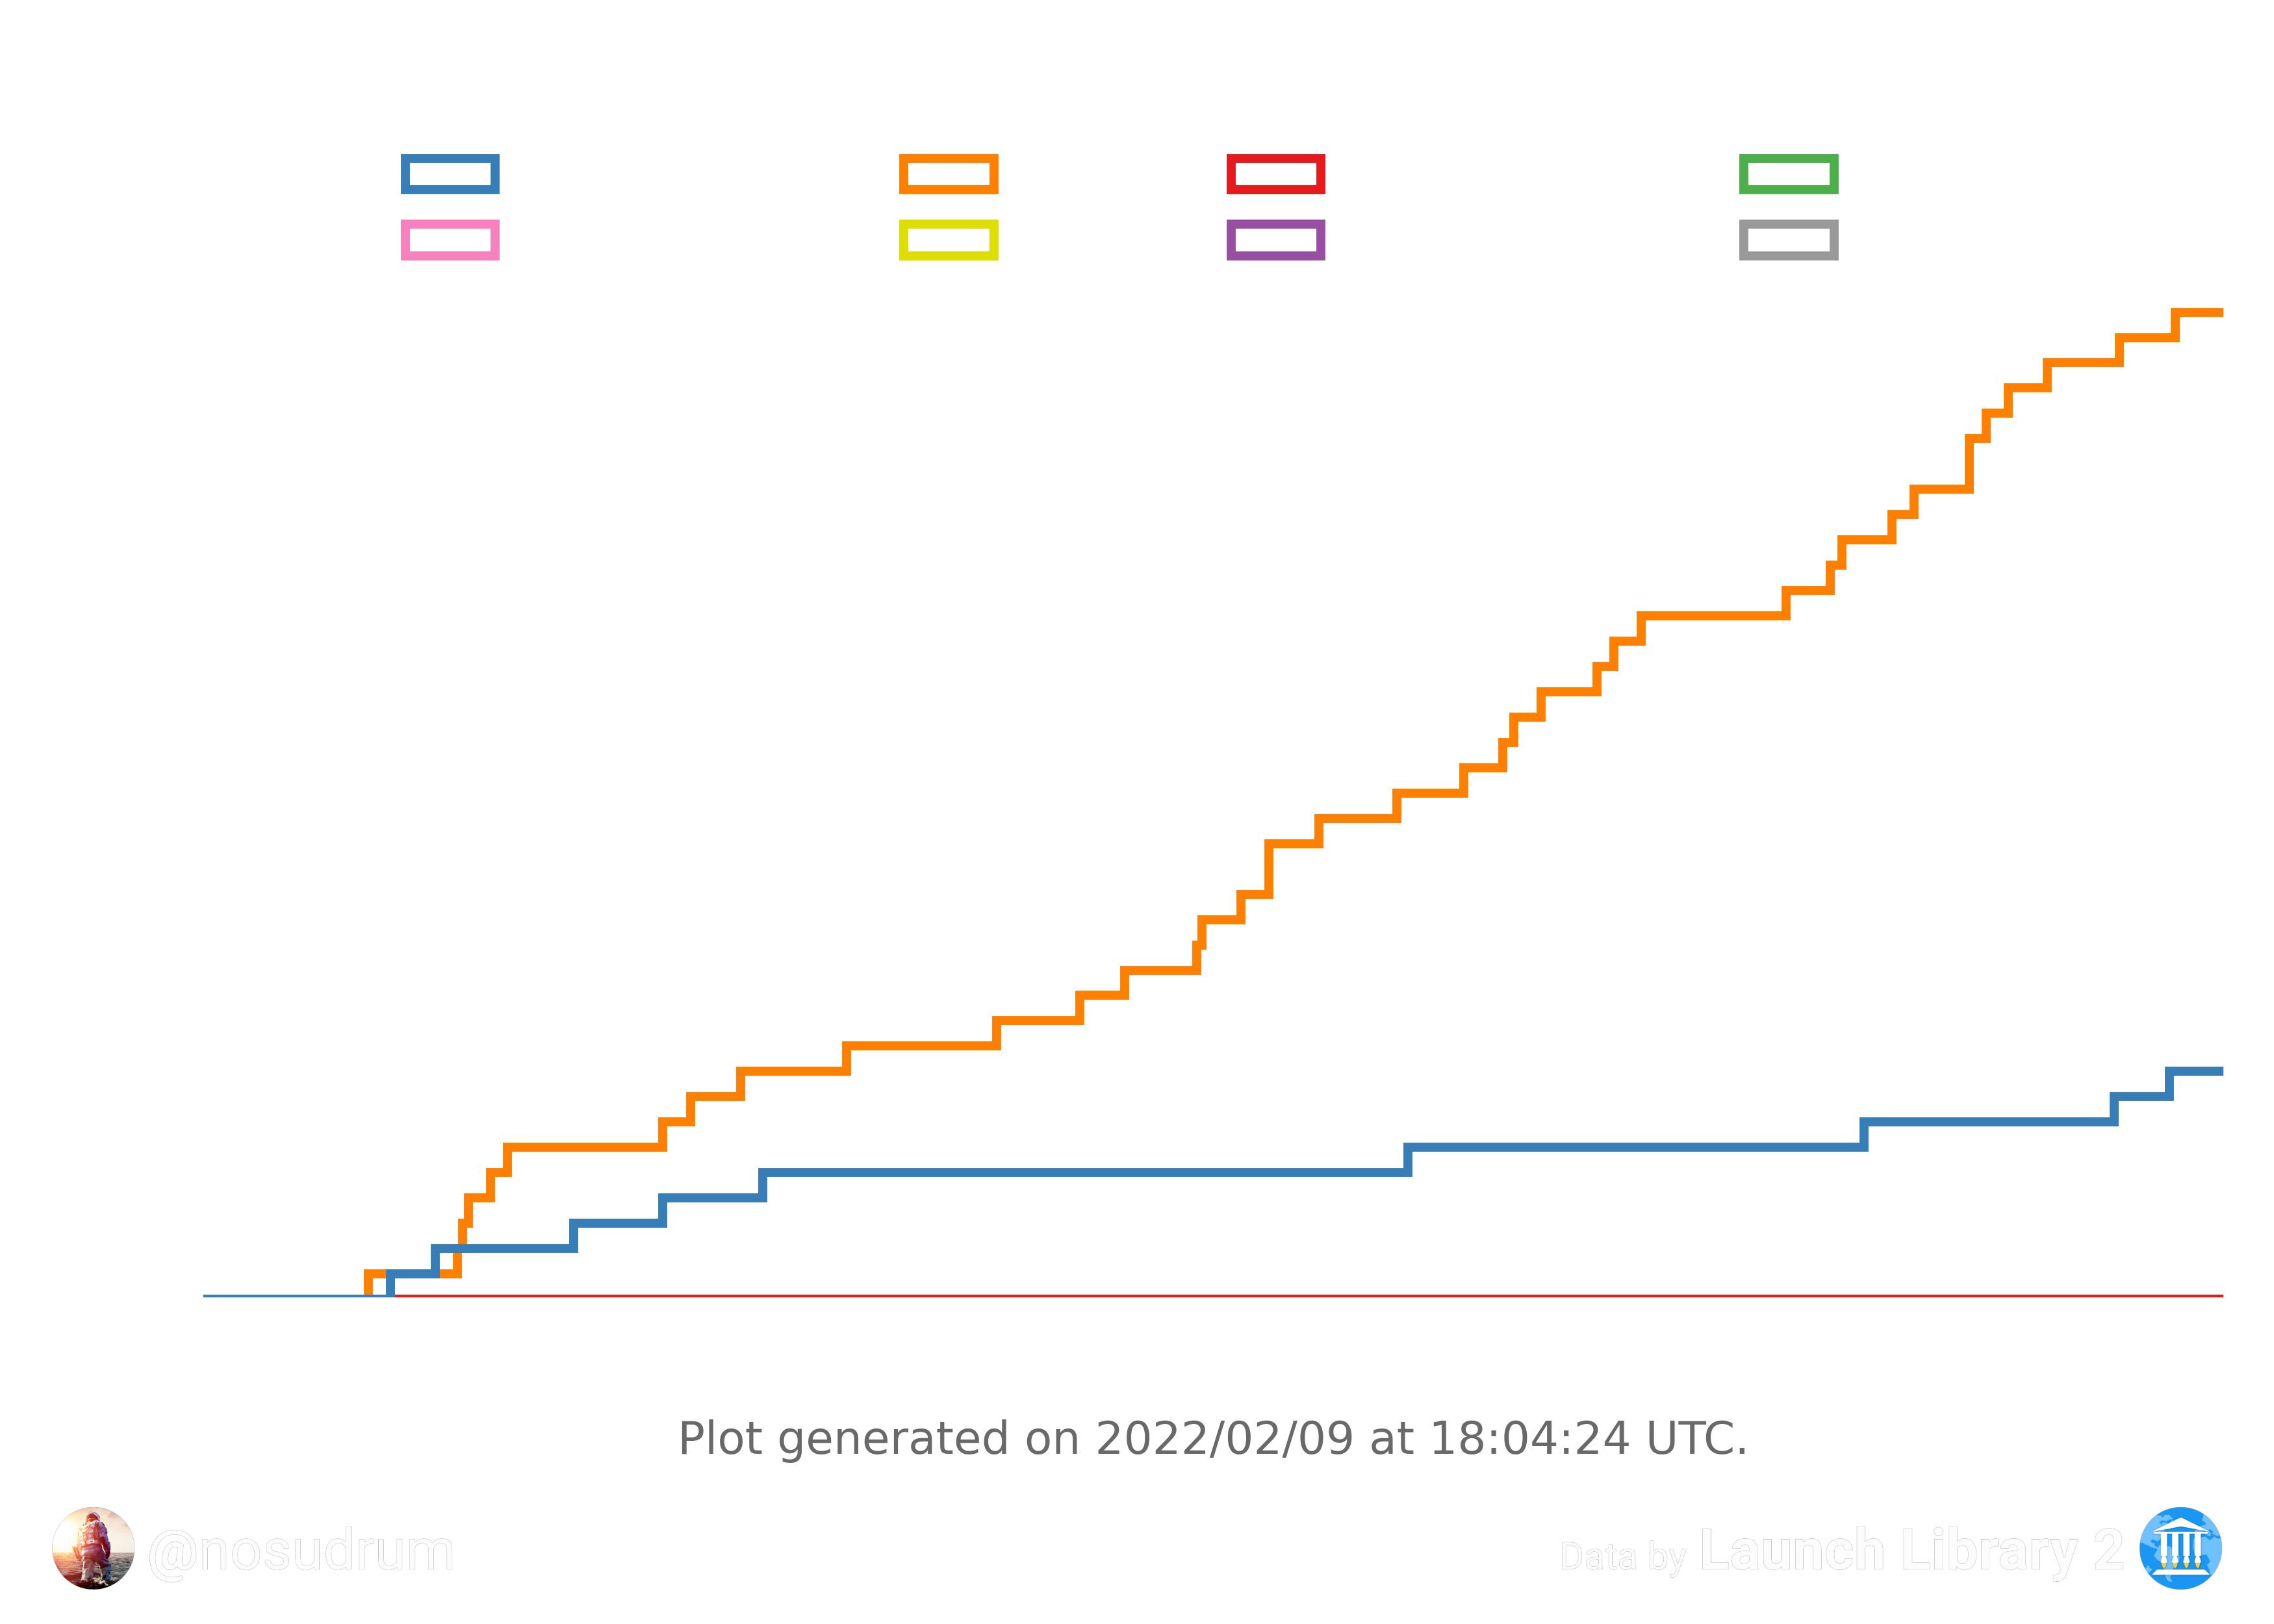 Plot generated on 2022/02/09 at 18:04:24 UTC.
@nosudrum
Data by Launch Library 2